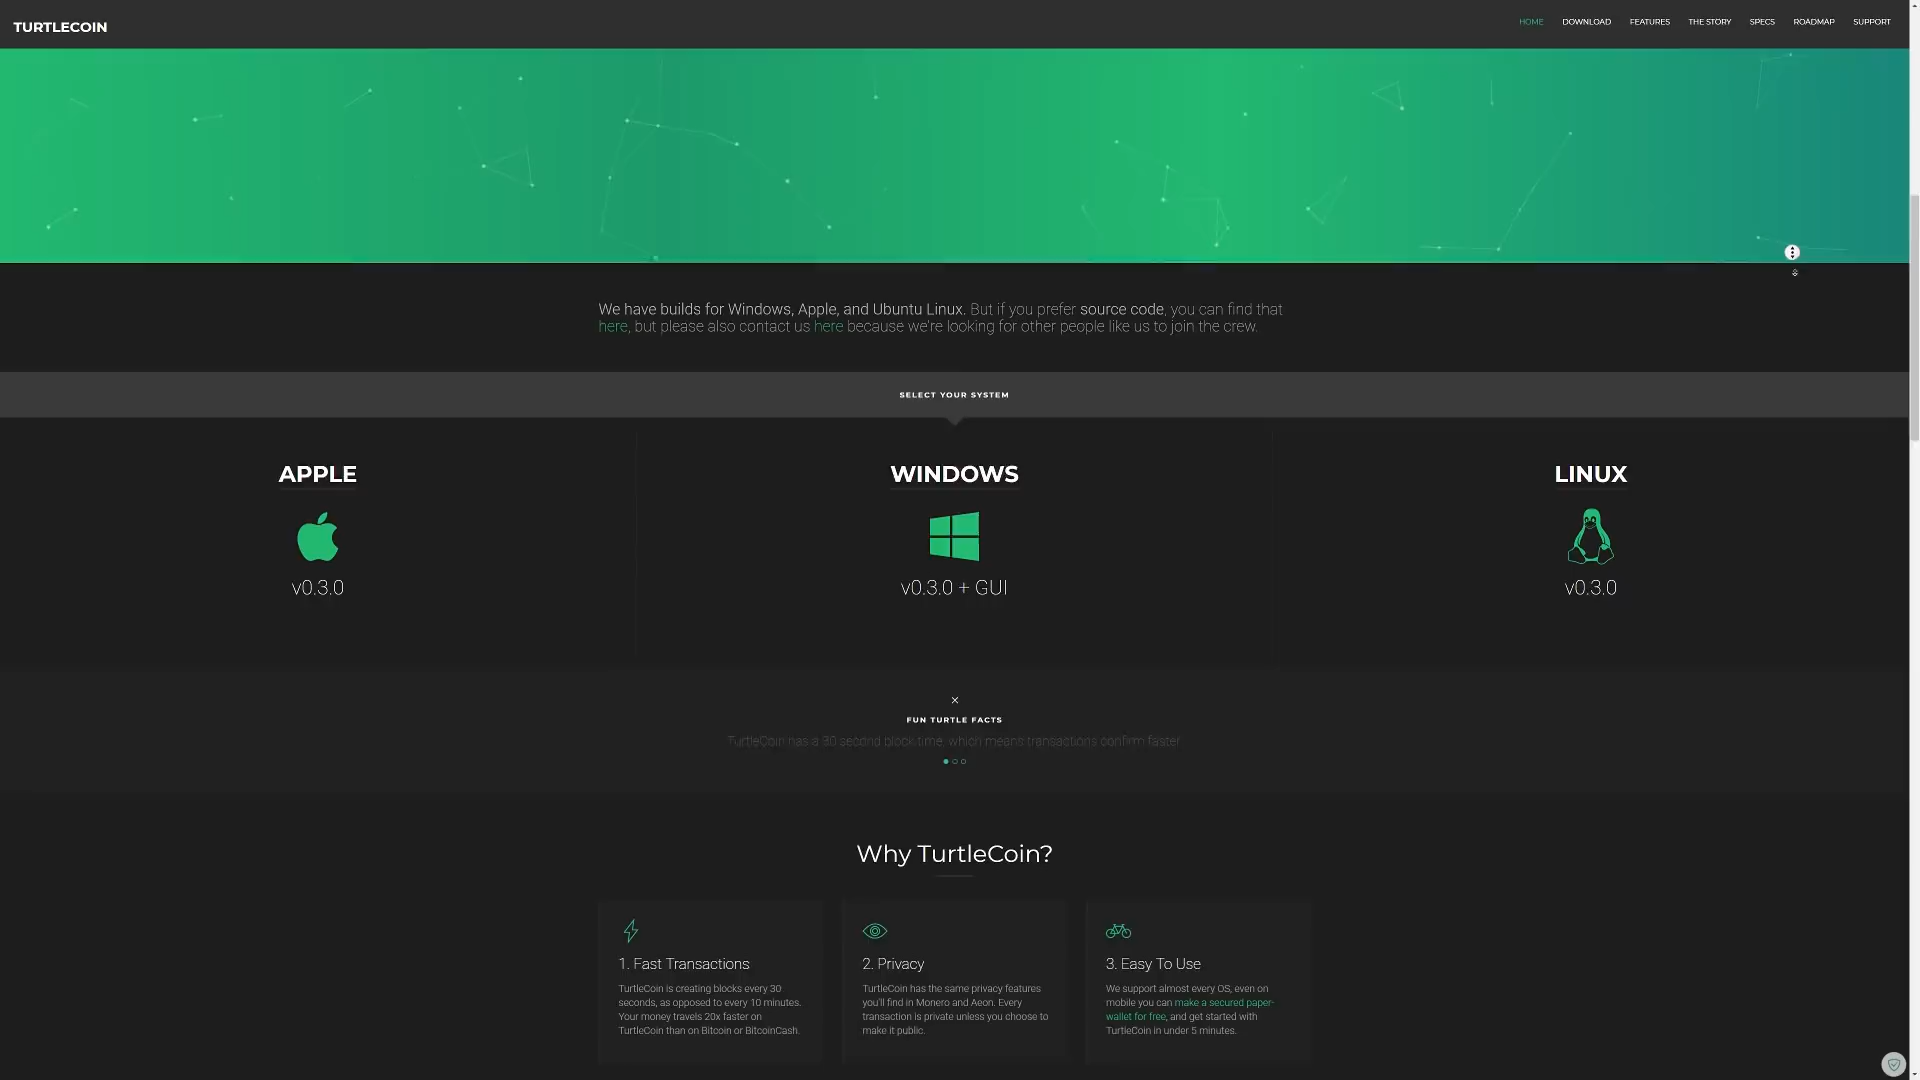 TURTLECOIN
HOME DOWNLOAD FEATURES THE STORY SPECS ROADMAP SUPPORT
We have builds for Windows, Apple, and Ubuntu Linux. But if you prefer source code, you can find that
here, but please also contact us here because we're looking for other people like us to join the crew.
SELECT YOUR SYSTEM
APPLE
v0.3.0
WINDOWS
v0.3.0 + GUI
LINUX
v0.3.0
FUN TURTLE FACTS
TurtleCoin has a 30 second block time, which means transactions confirm faster
Why TurtleCoin?
1. Fast Transactions
TurtleCoin is creating blocks every 30
seconds, as opposed to every 10 minutes.
Your money travels 20x faster on
TurtleCoin than on Bitcoin or BitcoinCash.
2. Privacy
TurtleCoin has the same privacy features
you'll find in Monero and Aeon. Every
transaction is private unless you choose to
make it public.
3. Easy To Use
We support almost every OS, even on
mobile you can make a secured paper-
wallet for free, and get started with
TurtleCoin in under 5 minutes.